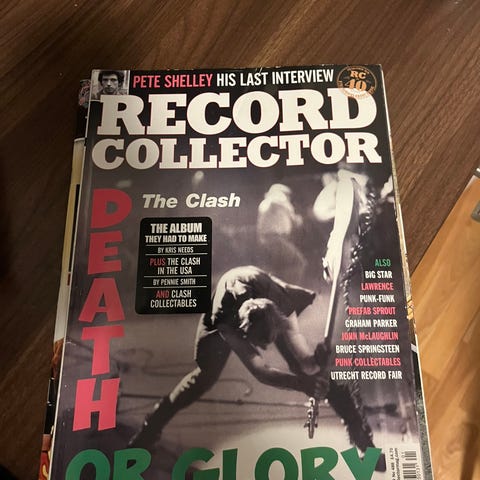 PETE SHELLEY HIS LAST INTERVIEW
RC
40
RECORD
COLLECTOR
The Clash
DEATH
THE ALBUM
THEY HAD TO MAKE
BY KRIS NEEDS
PLUS THE CLASH
IN THE USA
BY PENNIE SMITH
AND CLASH
COLLECTABLES
ALSO
BIG STAR
LAWRENCE
PUNK-FUNK
PREFAB SPROUT
GRAHAM PARKER
JOHN McLAUGHLIN
BRUCE SPRINGSTEEN
PUNK COLLECTABLES
UTRECHT RECORD FAIR
OR GLORY